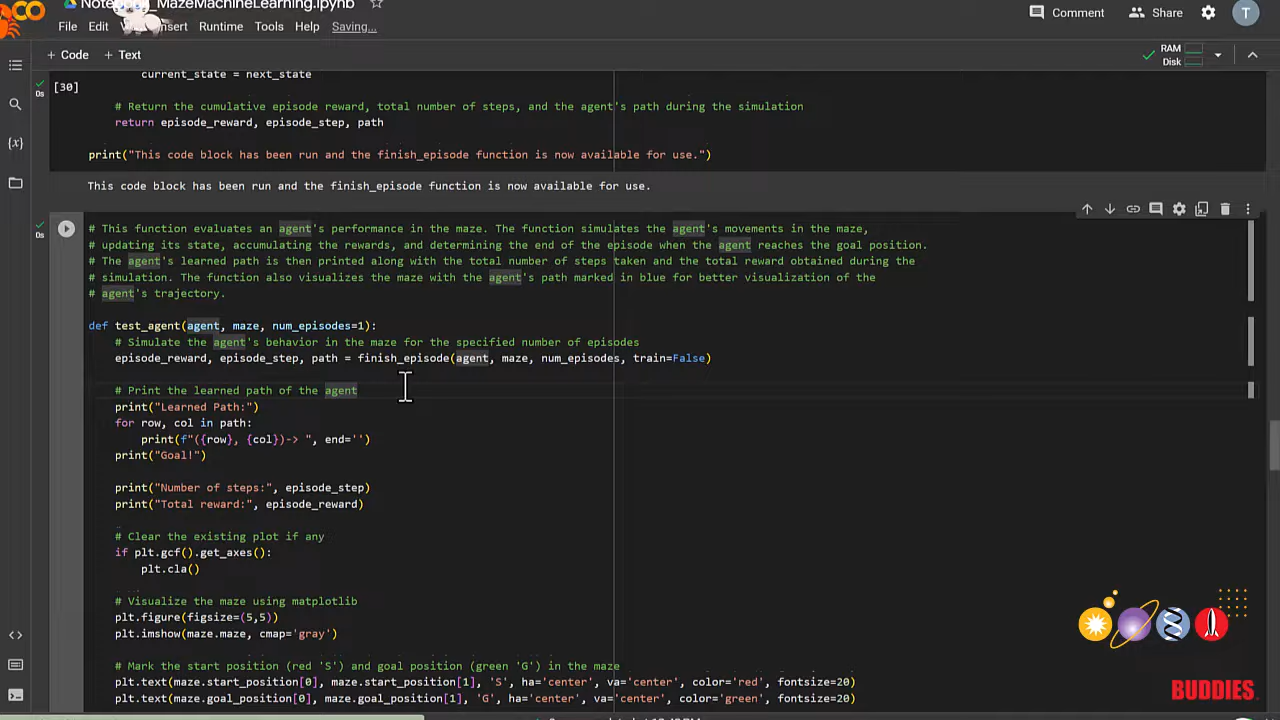 CO
MazeMachineLearning.ipynb
File Edit Insert Runtime Tools Help Saving...
Comment Share T
+ Code + Text
RAM
Disk
current_state = next_state
[30]
0s
# Return the cumulative episode reward, total number of steps, and the agent's path during the simulation
return episode_reward, episode_step, path
print("This code block has been run and the finish_episode function is now available for use.")
This code block has been run and the finish_episode function is now available for use.
0s
# This function evaluates an agent's performance in the maze. The function simulates the agent's movements in the maze,
# updating its state, accumulating the rewards, and determining the end of the episode when the agent reaches the goal position.
# The agent's learned path is then printed along with the total number of steps taken and the total reward obtained during the
# simulation. The function also visualizes the maze with the agent's path marked in blue for better visualization of the
# agent's trajectory.
def test_agent(agent, maze, num_episodes=1):
# Simulate the agent's behavior in the maze for the specified number of episodes
episode_reward, episode_step, path = finish_episode(agent, maze, num_episodes, train=False)
# Print the learned path of the agent
print("Learned Path:")
for row, col in path:
print(f"({row}, {col})-> ", end='')
print("Goal!")
print("Number of steps:", episode_step)
print("Total reward:", episode_reward)
# Clear the existing plot if any
if plt.gcf().get_axes():
plt.cla()
# Visualize the maze using matplotlib
plt.figure(figsize=(5,5))
plt.imshow(maze.maze, cmap='gray')
# Mark the start position (red 'S') and goal position (green 'G') in the maze
plt.text(maze.start_position[0], maze.start_position[1], 'S', ha='center', va='center', color='red', fontsize=20)
plt.text(maze.goal_position[0], maze.goal_position[1], 'G', ha='center', va='center', color='green', fontsize=20)
BUDDIES